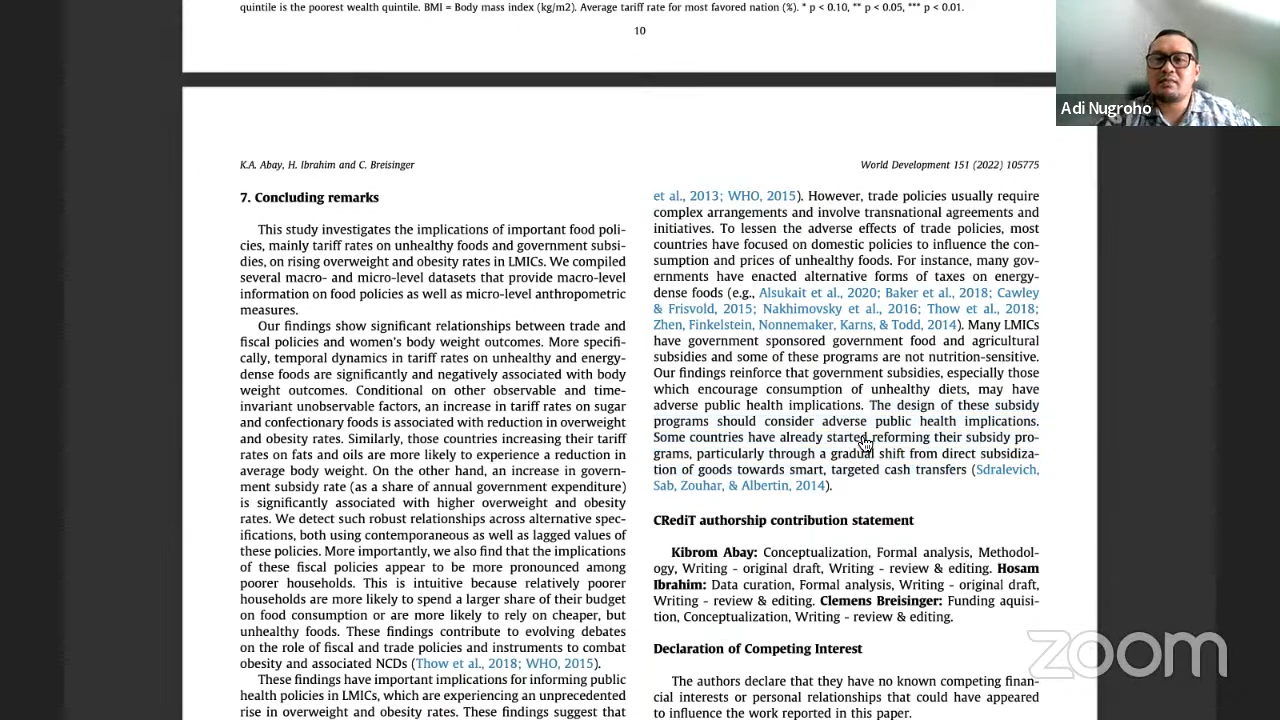 quintile is the poorest wealth quintile. BMI = Body mass index (kg/m2). Average tariff rate for most favored nation (%). * p < 0.10, ** p < 0.05, *** p < 0.01.
10
Adi Nugroho
K.A. Abay, H. Ibrahim and C. Breisinger
World Development 151 (2022) 105775
7. Concluding remarks
This study investigates the implications of important food poli-
cies, mainly tariff rates on unhealthy foods and government subsi-
dies, on rising overweight and obesity rates in LMICs. We compiled
several macro- and micro-level datasets that provide macro-level
information on food policies as well as micro-level anthropometric
measures.
Our findings show significant relationships between trade and
fiscal policies and women's body weight outcomes. More specifi-
cally, temporal dynamics in tariff rates on unhealthy and energy-
dense foods are significantly and negatively associated with body
weight outcomes. Conditional on other observable and time-
invariant unobservable factors, an increase in tariff rates on sugar
and confectionary foods is associated with reduction in overweight
and obesity rates. Similarly, those countries increasing their tariff
rates on fats and oils are more likely to experience a reduction in
average body weight. On the other hand, an increase in govern-
ment subsidy rate (as a share of annual government expenditure)
is significantly associated with higher overweight and obesity
rates. We detect such robust relationships across alternative spec-
ifications, both using contemporaneous as well as lagged values of
these policies. More importantly, we also find that the implications
of these fiscal policies appear to be more pronounced among
poorer households. This is intuitive because relatively poorer
households are more likely to spend a larger share of their budget
on food consumption or are more likely to rely on cheaper, but
unhealthy foods. These findings contribute to evolving debates
on the role of fiscal and trade policies and instruments to combat
obesity and associated NCDs (Thow et al., 2018; WHO, 2015).
These findings have important implications for informing public
health policies in LMICs, which are experiencing an unprecedented
rise in overweight and obesity rates. These findings suggest that
et al., 2013; WHO, 2015). However, trade policies usually require
complex arrangements and involve transnational agreements and
initiatives. To lessen the adverse effects of trade policies, most
countries have focused on domestic policies to influence the con-
sumption and prices of unhealthy foods. For instance, many gov-
ernments have enacted alternative forms of taxes on energy-
dense foods (e.g., Alsukait et al., 2020; Baker et al., 2018; Cawley
& Frisvold, 2015; Nakhimovsky et al., 2016; Thow et al., 2018;
Zhen, Finkelstein, Nonnemaker, Karns, & Todd, 2014). Many LMICs
have government sponsored government food and agricultural
subsidies and some of these programs are not nutrition-sensitive.
Our findings reinforce that government subsidies, especially those
which encourage consumption of unhealthy diets, may have
adverse public health implications. The design of these subsidy
programs should consider adverse public health implications.
Some countries have already started reforming their subsidy pro-
grams, particularly through a gradual shift from direct subsidiza-
tion of goods towards smart, targeted cash transfers (Sdralevich,
Sab, Zouhar, & Albertin, 2014).
CRediT authorship contribution statement
Kibrom Abay: Conceptualization, Formal analysis, Methodol-
ogy, Writing - original draft, Writing - review & editing. Hosam
Ibrahim: Data curation, Formal analysis, Writing - original draft,
Writing - review & editing. Clemens Breisinger: Funding aquisi-
tion, Conceptualization, Writing - review & editing.
Declaration of Competing Interest
The authors declare that they have no known competing finan-
cial interests or personal relationships that could have appeared
to influence the work reported in this paper.
zoom